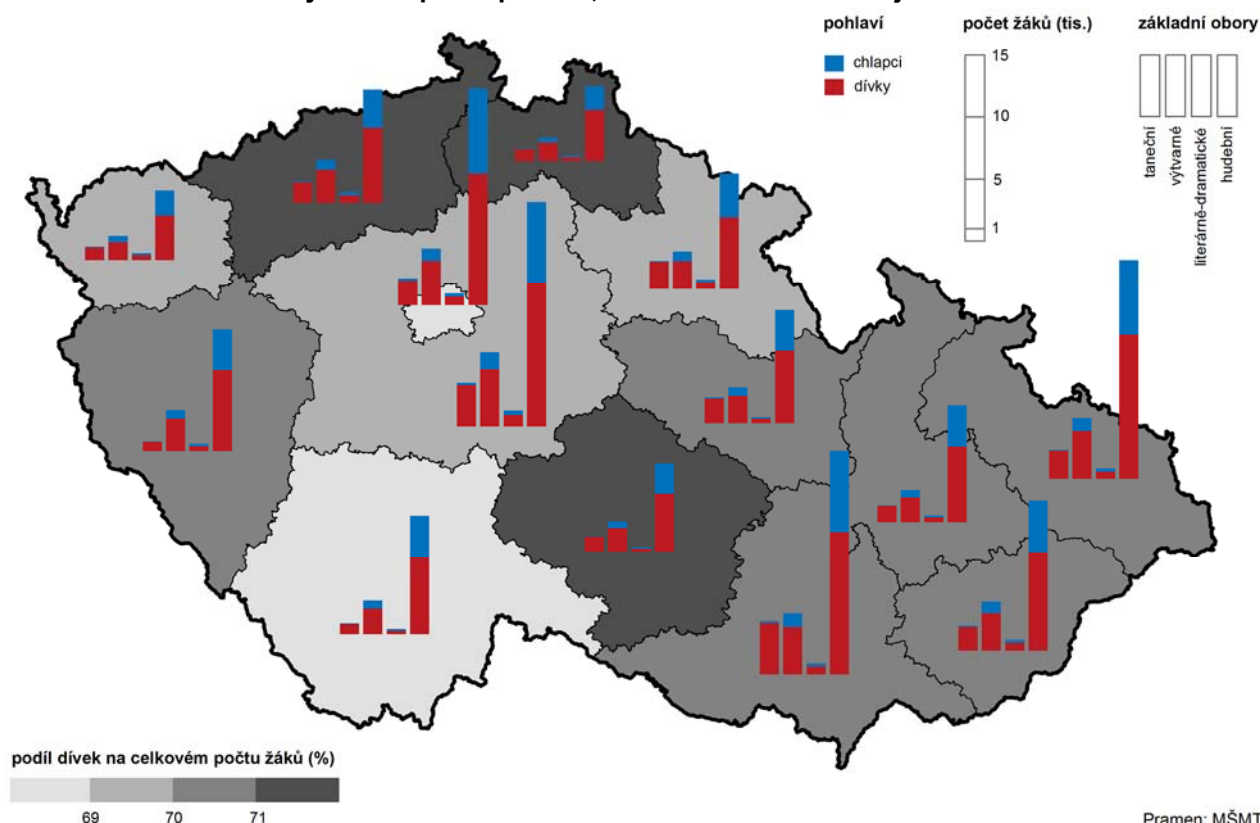 pohlaví
chlapci
dívky
počet žáků (tis.)
15
10
5
1
základní obory
taneční
výtvarné
literárně-dramatické
hudební
podíl dívek na celkovém počtu žáků (%)
69 70 71
Pramen: MŠMT